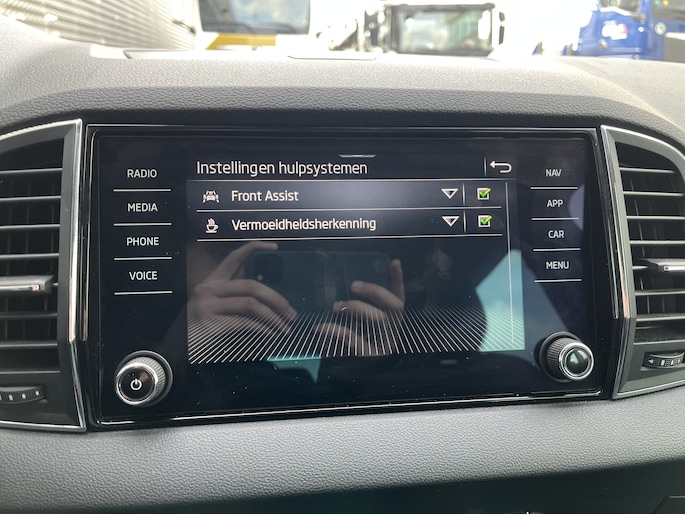 Instellingen hulpsystemen
Front Assist
Vermoeidheidsherkenning
RADIO
MEDIA
PHONE
VOICE
NAV
APP
CAR
MENU